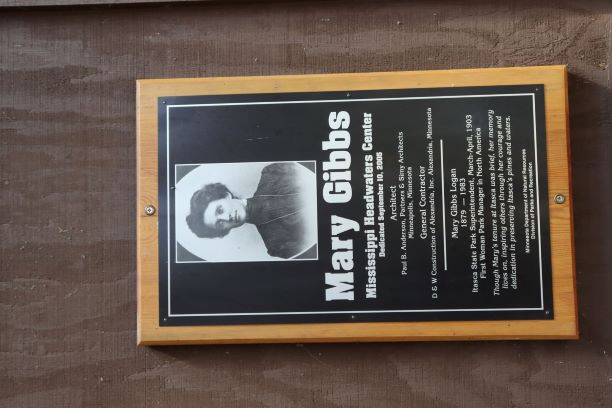 Mary Gibbs
Mississippi Headwaters Center
Dedicated September 10, 2005
Architect
Paul B. Anderson, Partners & Sirny Architects
Minneapolis, Minnesota
General Contractor
D & W Construction of Alexandria, Inc. Alexandria, Minnesota
Mary Gibbs Logan
1879 — 1983
Itasca State Park Superintendent, March-April, 1903
First Woman Park Manager in North America
Though Mary's tenure at Itasca was brief, her memory
lives on, inspiring others through her courage and
dedication in preserving Itasca's pines and waters.
Minnesota Department of Natural Resources
Division of Parks and Recreation